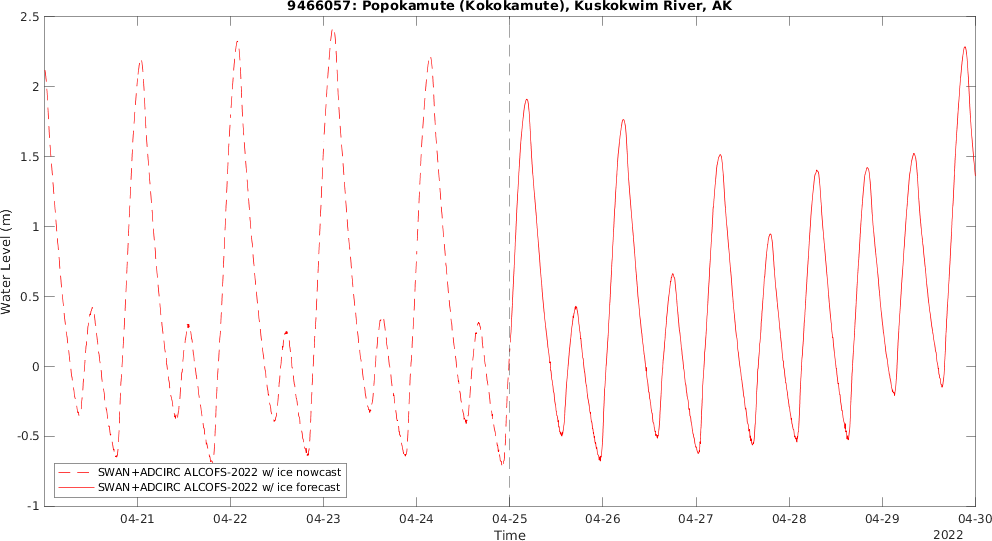 9466057: Popokamute (Kokokamute), Kuskokwim River, AK
Water Level (m)
2.5
2
1.5
1
0.5
0
-0.5
-1
SWAN+ADCIRC ALCOFS-2022 w/ ice nowcast
SWAN+ADCIRC ALCOFS-2022 w/ ice forecast
04-21 04-22 04-23 04-24 04-25 04-26 04-27 04-28 04-29 04-30
Time
2022